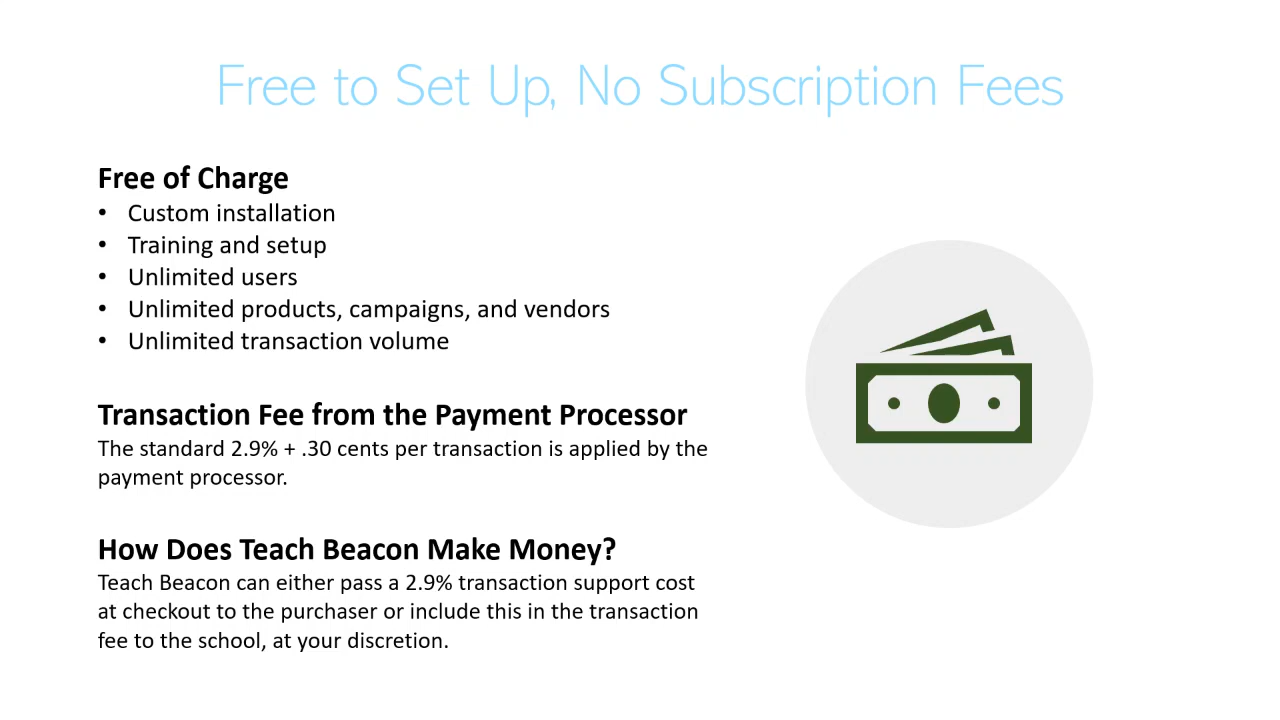 Free to Set Up, No Subscription Fees
Free of Charge
• Custom installation
• Training and setup
• Unlimited users
• Unlimited products, campaigns, and vendors
• Unlimited transaction volume
Transaction Fee from the Payment Processor
The standard 2.9% + .30 cents per transaction is applied by the
payment processor.
How Does Teach Beacon Make Money?
Teach Beacon can either pass a 2.9% transaction support cost
at checkout to the purchaser or include this in the transaction
fee to the school, at your discretion.